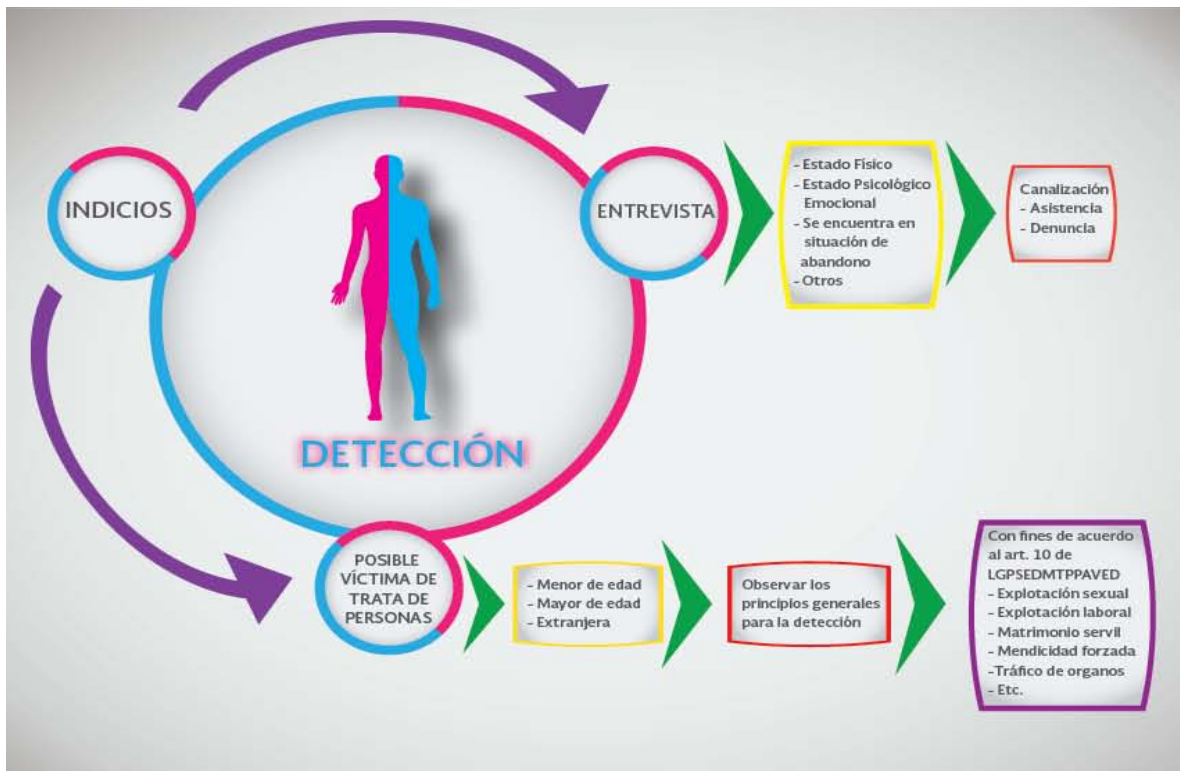 INDICIOS
ENTREVISTA
- Estado Físico
- Estado Psicológico
Emocional
- Se encuentra en
situación de
abandono
- Otros
Canalización
- Asistencia
- Denuncia
DETECCIÓN
POSIBLE
VÍCTIMA DE
TRATA DE
PERSONAS
- Menor de edad
- Mayor de edad
- Extranjera
Observar los
principios generales
para la detección
Con fines de acuerdo
al art. 10 de
LGPSEDMTPPAVED
- Explotación sexual
- Explotación laboral
- Matrimonio servil
- Mendicidad forzada
-Tráfico de organos
- Etc.